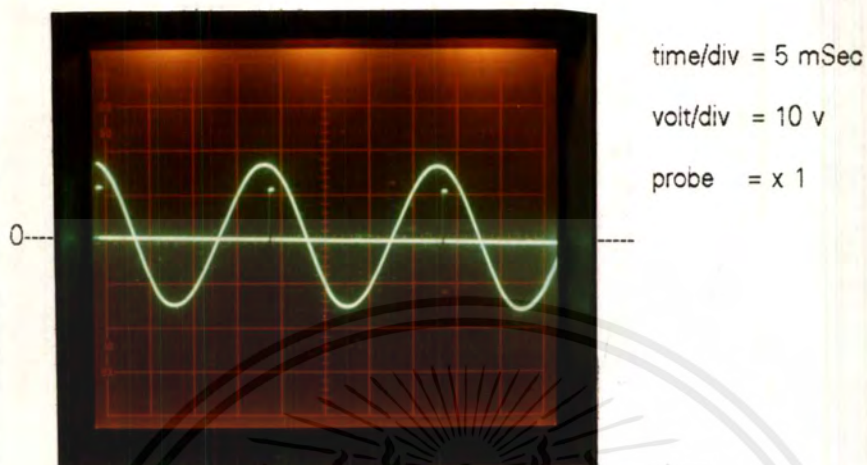 time/div = 5 mSec
volt/div = 10 v
0----
-----
probe = x 1